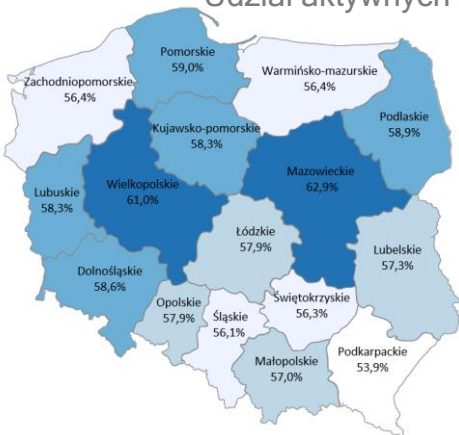 Udział aktywnych
Pomorskie
59,0%
Zachodniopomorskie
56,4%
Warmińsko-mazurskie
56,4%
Podlaskie
58,9%
Kujawsko-pomorskie
58,3%
Mazowieckie
62,9%
Wielkopolskie
61,0%
Lubuskie
58,3%
Łódzkie
57,9%
Lubelskie
57,3%
Dolnośląskie
58,6%
Opolskie
57,9%
Śląskie
56,1%
Świętokrzyskie
56,3%
Małopolskie
57,0%
Podkarpackie
53,9%